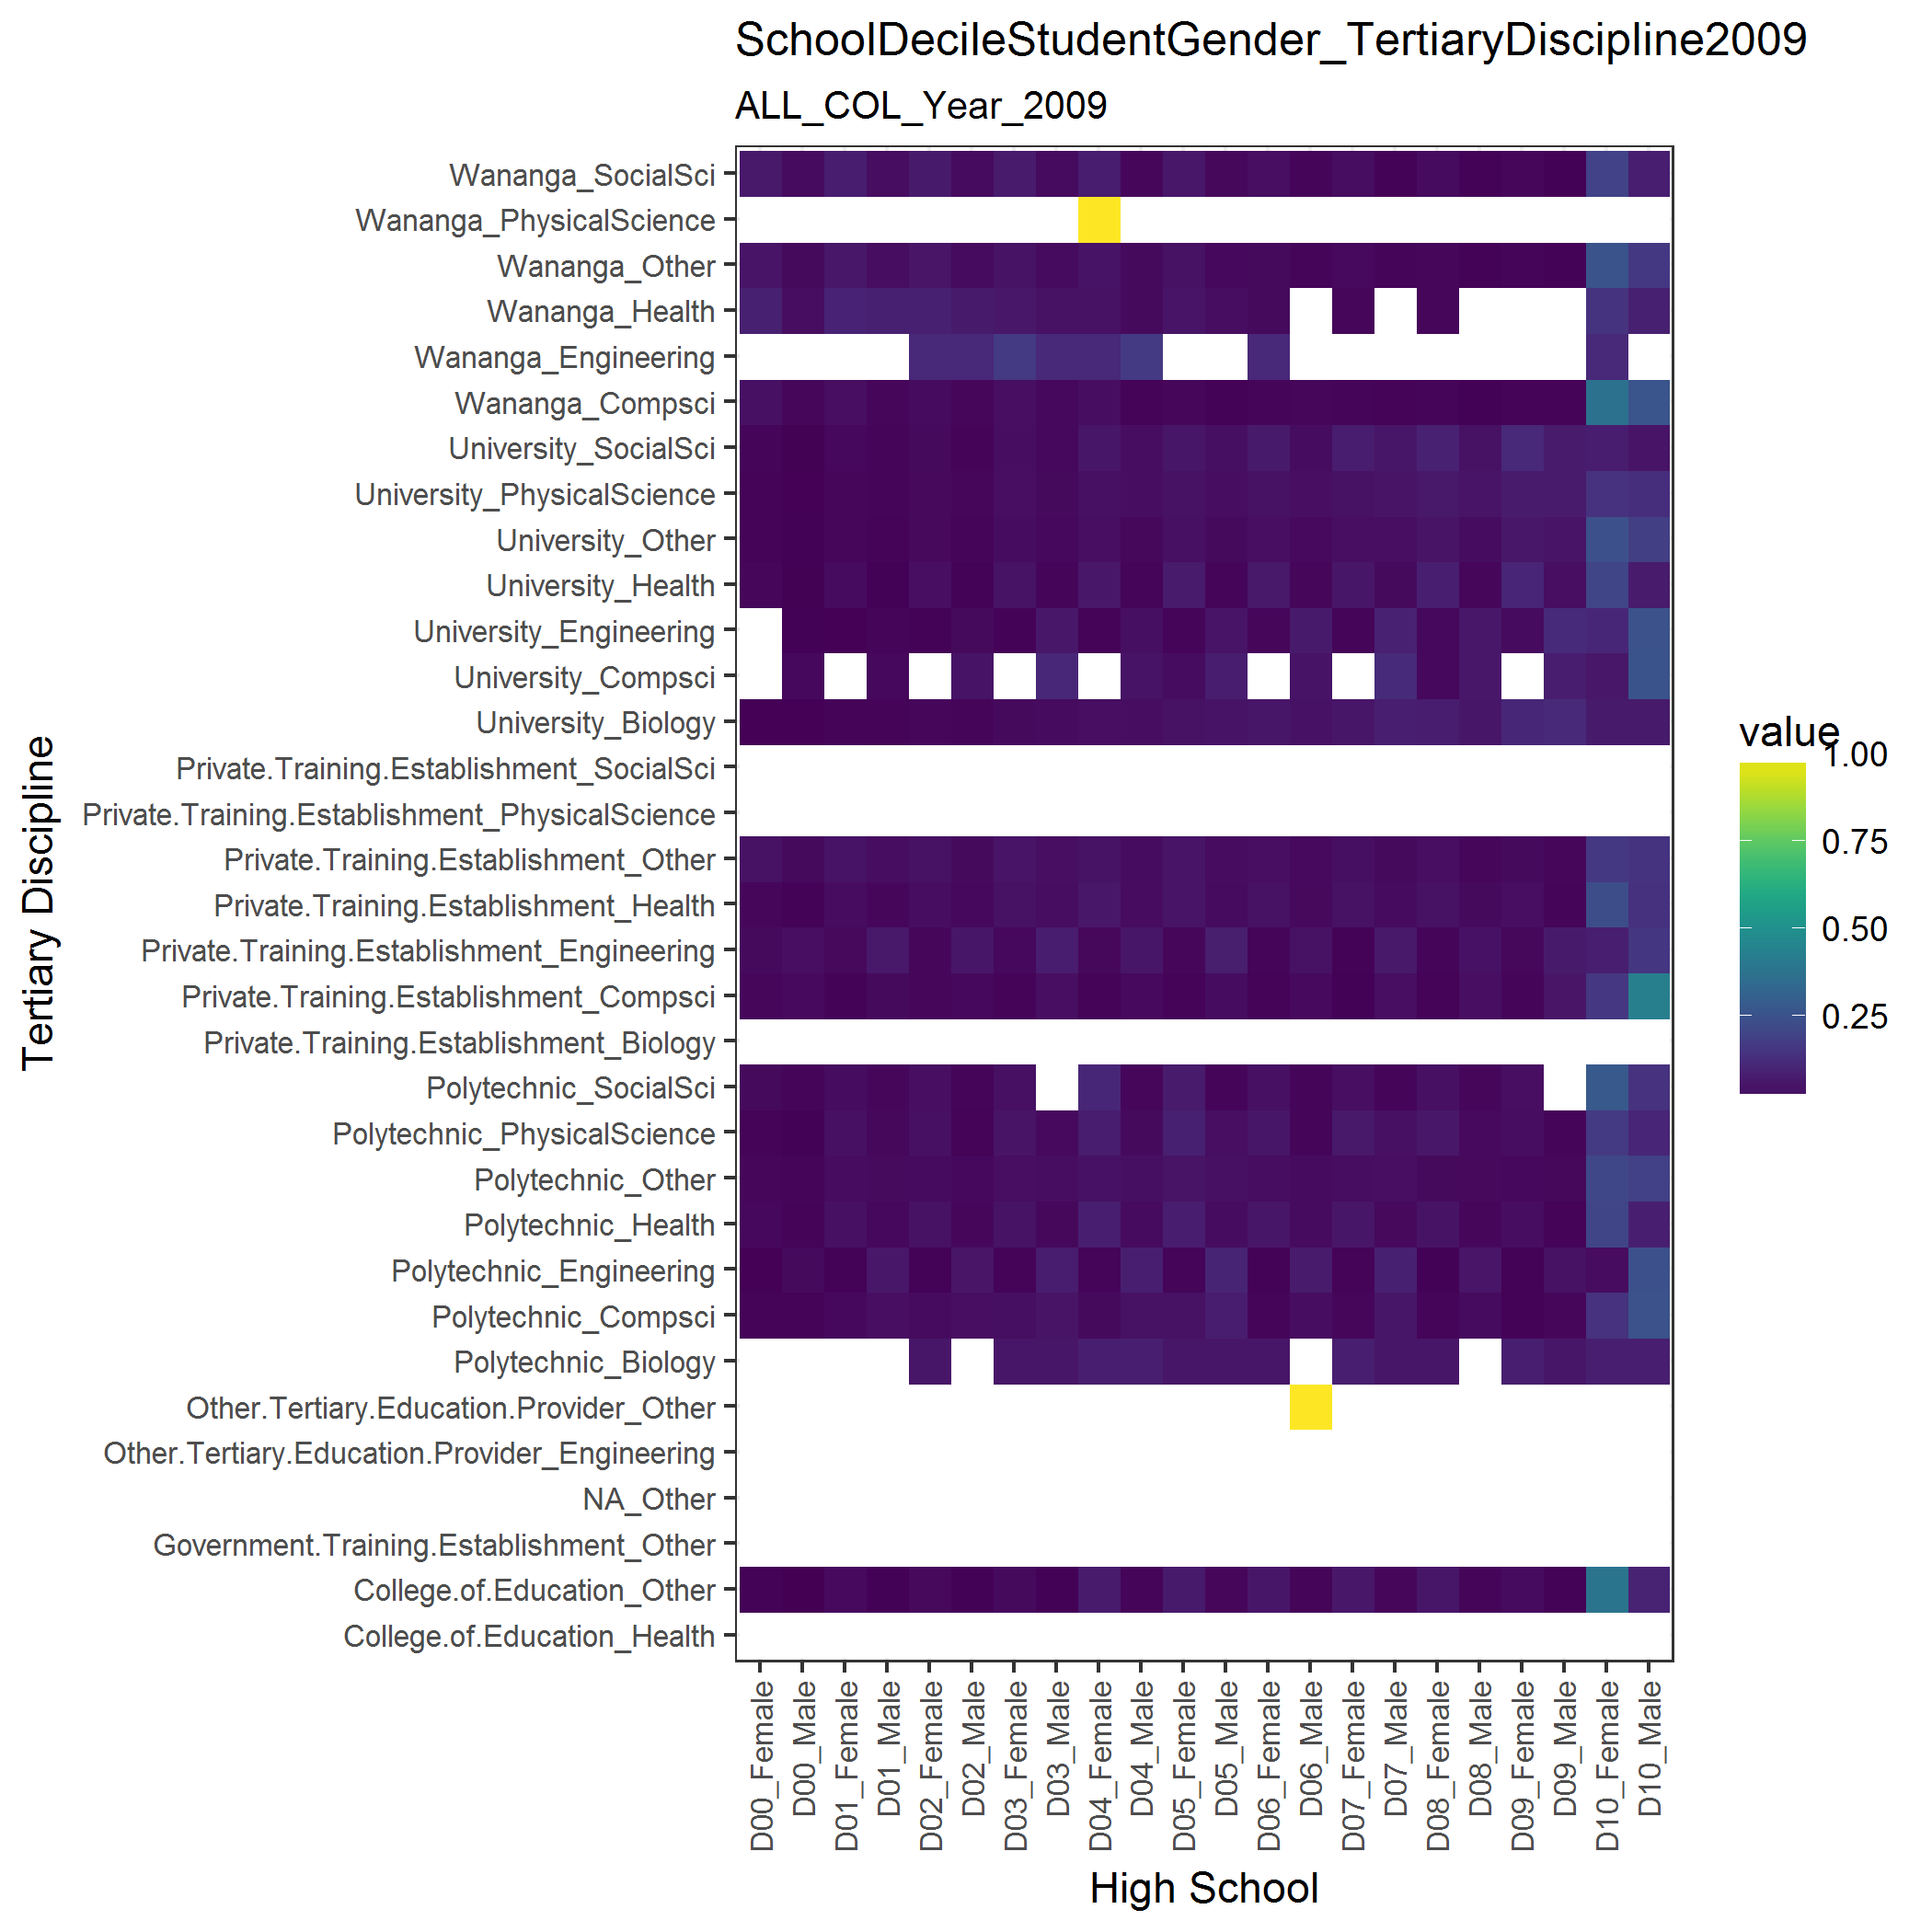 SchoolDecileStudentGender_TertiaryDiscipline2009
ALL_COL_Year_2009
Tertiary Discipline
Wananga_SocialSci
Wananga_PhysicalScience
Wananga_Other
Wananga_Health
Wananga_Engineering
Wananga_Compsci
University_SocialSci
University_PhysicalScience
University_Other
University_Health
University_Engineering
University_Compsci
University_Biology
Private.Training.Establishment_SocialSci
Private.Training.Establishment_PhysicalScience
Private.Training.Establishment_Other
Private.Training.Establishment_Health
Private.Training.Establishment_Engineering
Private.Training.Establishment_Compsci
Private.Training.Establishment_Biology
Polytechnic_SocialSci
Polytechnic_PhysicalScience
Polytechnic_Other
Polytechnic_Health
Polytechnic_Engineering
Polytechnic_Compsci
Polytechnic_Biology
Other.Tertiary.Education.Provider_Other
Other.Tertiary.Education.Provider_Engineering
NA_Other
Government.Training.Establishment_Other
College.of.Education_Other
College.of.Education_Health
D00_Female
D00_Male
D01_Female
D01_Male
D02_Female
D02_Male
D03_Female
D03_Male
D04_Female
D04_Male
D05_Female
D05_Male
D06_Female
D06_Male
D07_Female
D07_Male
D08_Female
D08_Male
D09_Female
D09_Male
D10_Female
D10_Male
High School
value
1.00
0.75
0.50
0.25